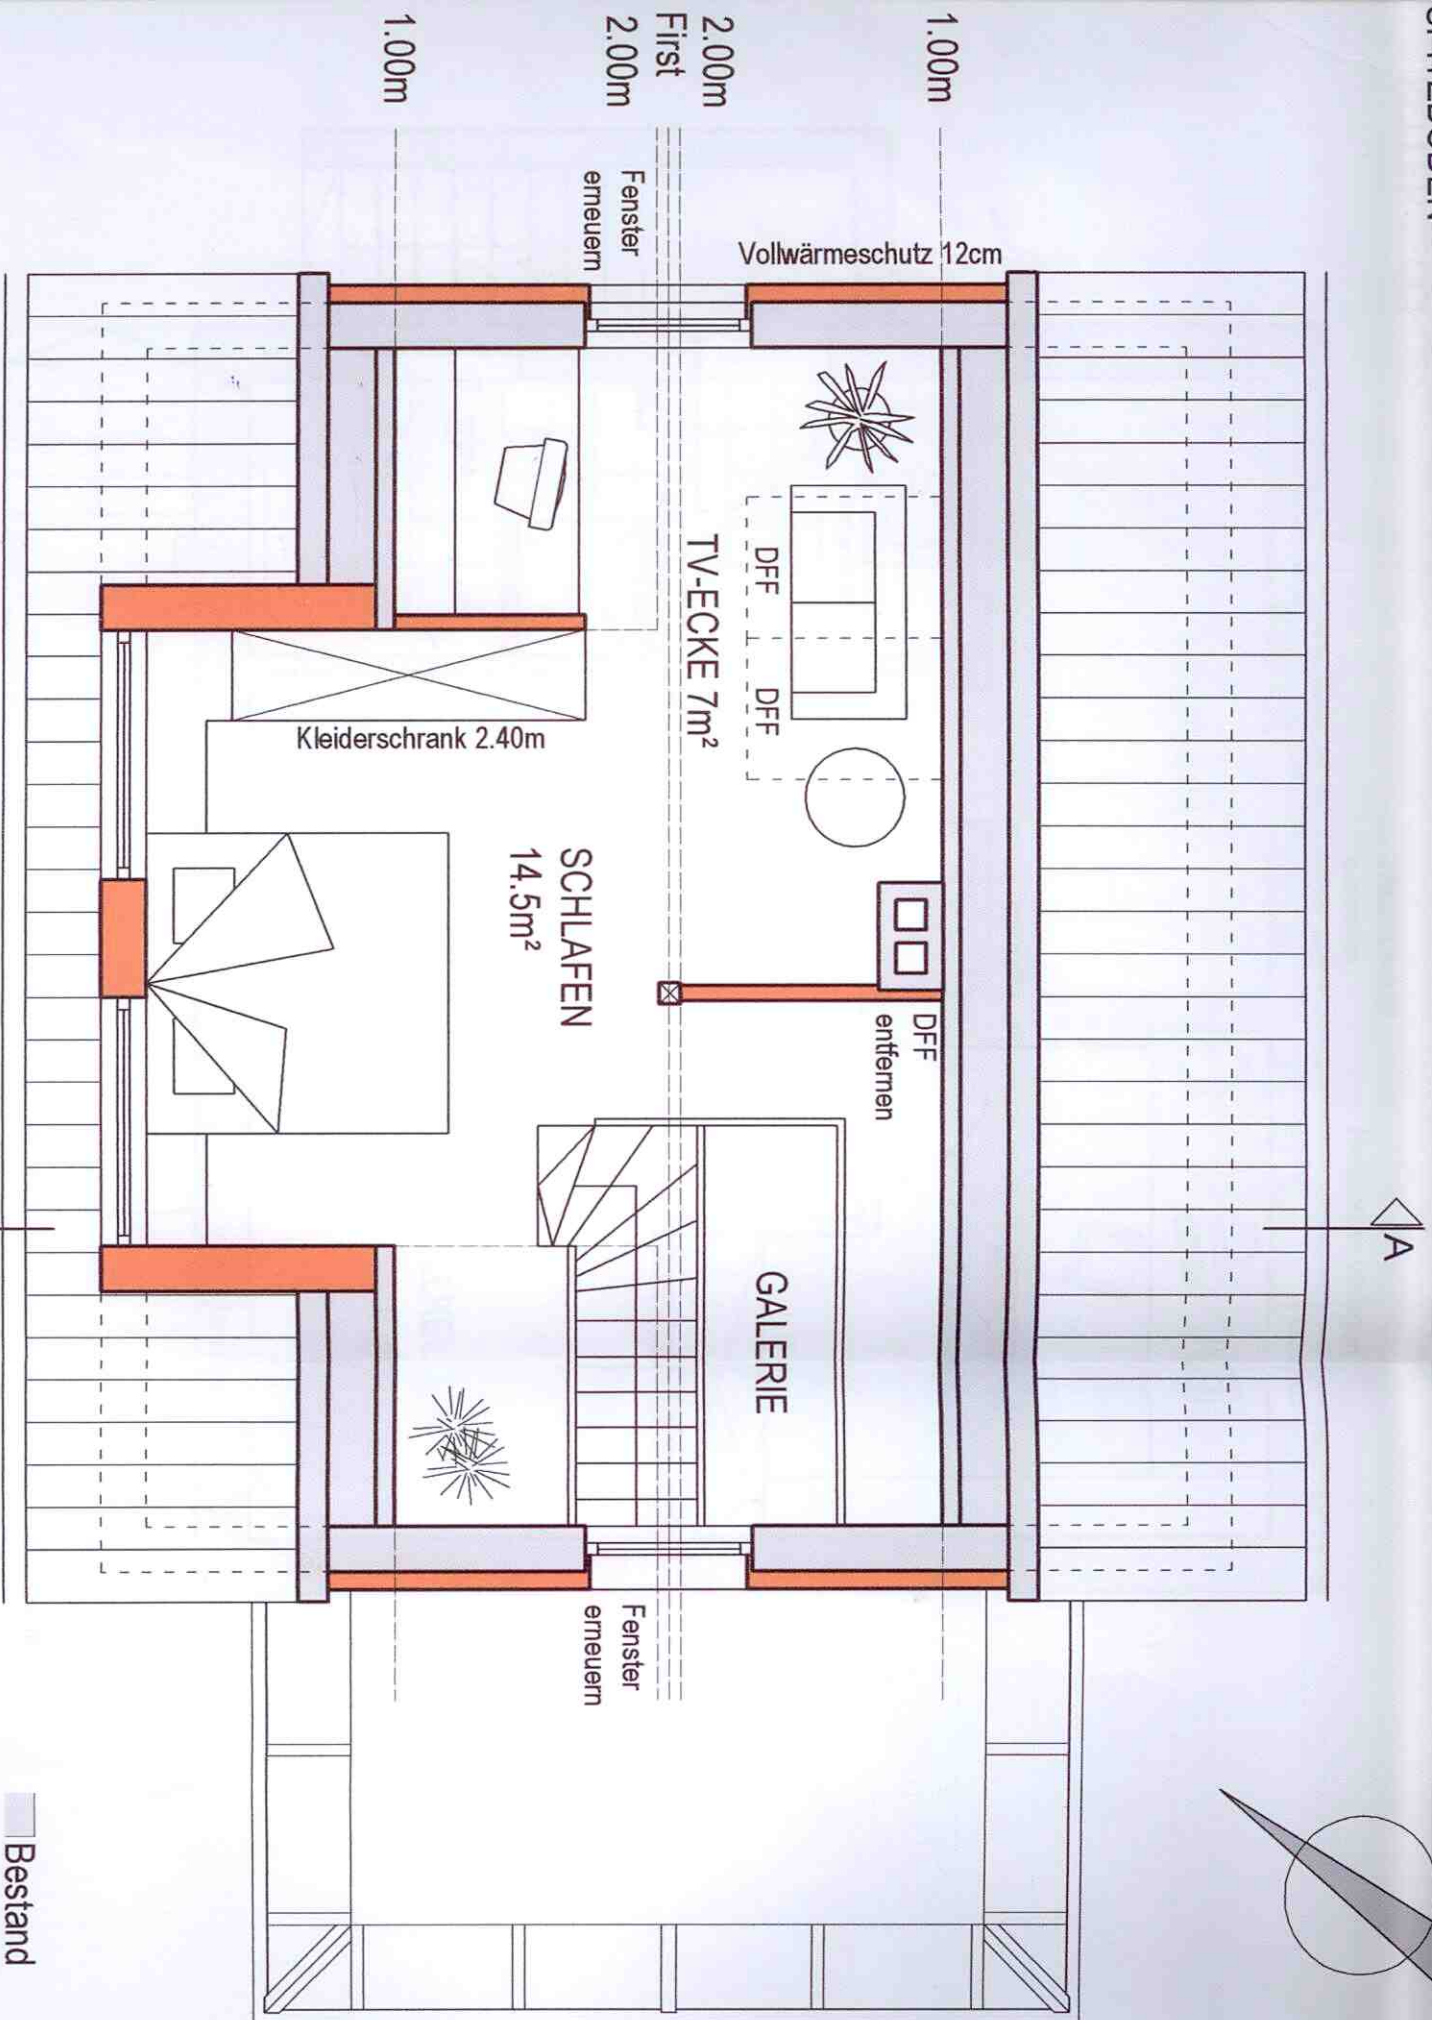 1.00m
2.00m
First
2.00m
1.00m
Fenster
erneuern
Vollwärmeschutz 12cm
DFF
DFF
TV-ECKE 7m²
Kleiderschrank 2.40m
SCHLAFEN
14.5m²
DFF
entfernen
GALERIE
A
Fenster
erneuern
Bestand